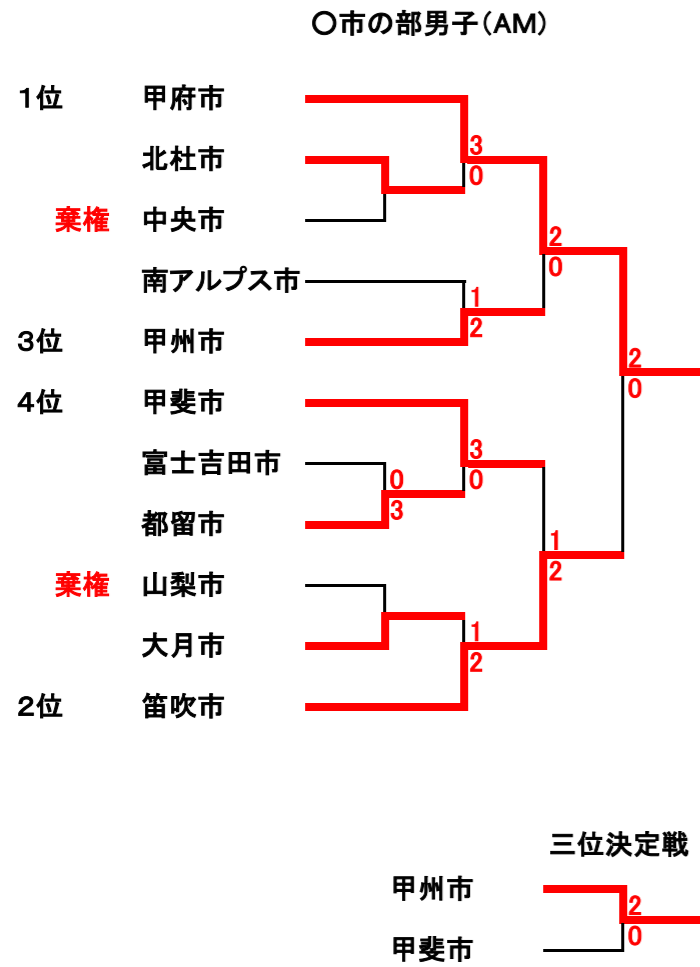 〇市の部男子(AM)
1位 甲府市
3
北杜市
0
棄権 中央市
2
0
南アルプス市
1
2
3位 甲州市
2
0
4位 甲斐市
3
富士吉田市
0
0
3
都留市
1
2
棄権 山梨市
1
大月市
2
2位 笛吹市
三位決定戦
甲州市
2
0
甲斐市